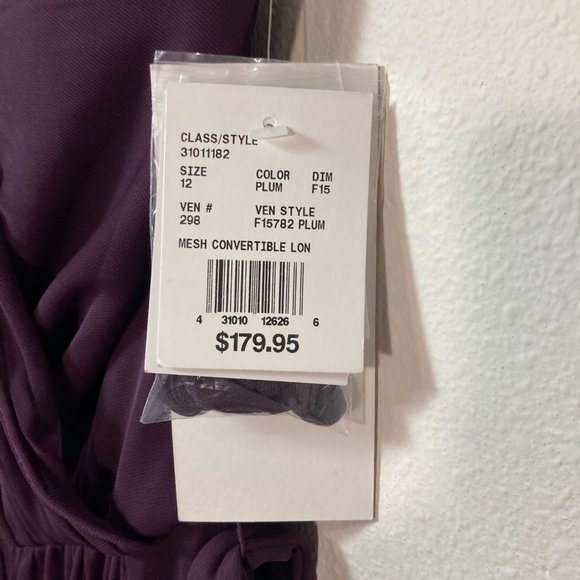 CLASS/STYLE
31011182
SIZE COLOR DIM
12 PLUM F15
VEN # VEN STYLE
298 F15782 PLUM
MESH CONVERTIBLE LON
4 31010 12626 6
$179.95